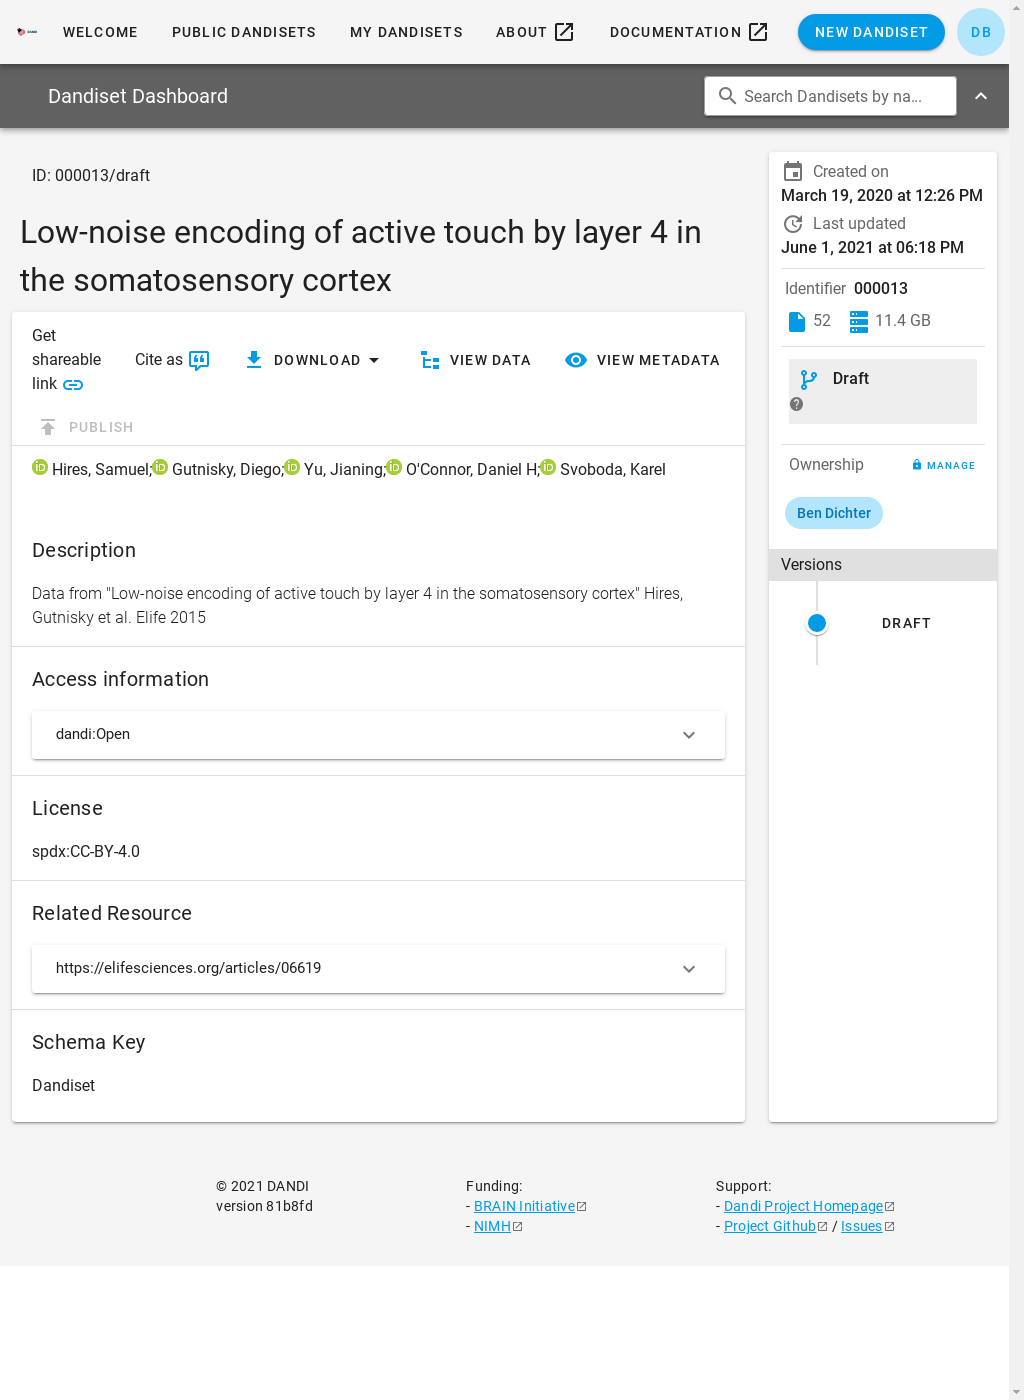 WELCOME PUBLIC DANDISETS MY DANDISETS ABOUT DOCUMENTATION NEW DANDISET DB
Dandiset Dashboard
Search Dandisets by na...
ID: 000013/draft
Low-noise encoding of active touch by layer 4 in
the somatosensory cortex
Get
shareable
link
Cite as
DOWNLOAD
VIEW DATA
VIEW METADATA
PUBLISH
Hires, Samuel; Gutnisky, Diego; Yu, Jianing; O'Connor, Daniel H; Svoboda, Karel
Description
Data from "Low-noise encoding of active touch by layer 4 in the somatosensory cortex" Hires,
Gutnisky et al. Elife 2015
Access information
dandi:Open
License
spdx:CC-BY-4.0
Related Resource
https://elifesciences.org/articles/06619
Schema Key
Dandiset
Created on
March 19, 2020 at 12:26 PM
Last updated
June 1, 2021 at 06:18 PM
Identifier 000013
52 11.4 GB
Draft
Ownership MANAGE
Ben Dichter
Versions
DRAFT
© 2021 DANDI
version 81b8fd
Funding:
- BRAIN Initiative
- NIMH
Support:
- Dandi Project Homepage
- Project Github / Issues